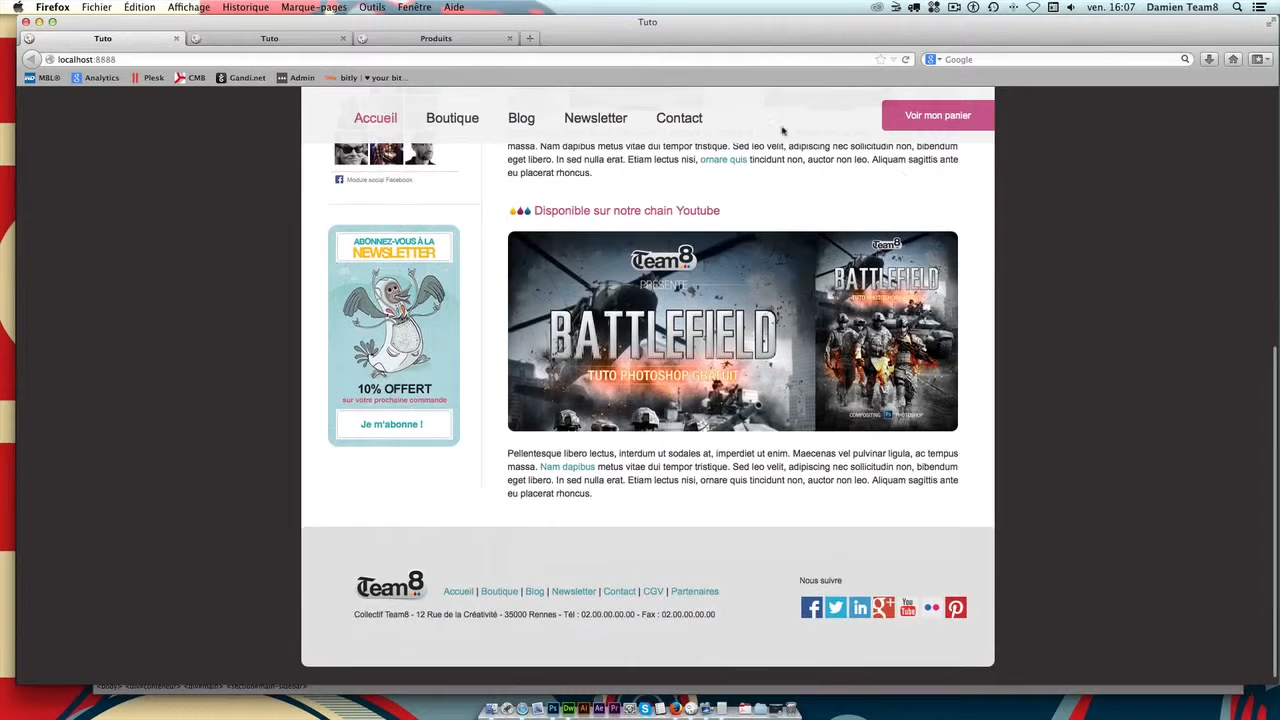 Firefox Fichier Édition Affichage Historique Marque-pages Outils Fenêtre Aide ven. 16:07 Damien Team8
Tuto
Tuto Tuto Produits
localhost:8888 Google
MBL® Analytics Plesk CMB Gandi.net Admin bitly | ♥ your bit...
Accueil Boutique Blog Newsletter Contact Voir mon panier
massa. Nam dapibus metus vitae dui tempor tristique. Sed leo velit, adipiscing nec sollicitudin non, bibendum
eget libero. In sed nulla erat. Etiam lectus nisi, ornare quis tincidunt non, auctor non leo. Aliquam sagittis ante
eu placerat rhoncus.
Module social Facebook
Disponible sur notre chain Youtube
ABONNEZ-VOUS À LA
NEWSLETTER
10% OFFERT
sur votre prochaine commande
Je m'abonne !
Team8
PRÉSENTE
BATTLEFIELD
TUTO PHOTOSHOP GRATUIT
Team8
BATTLEFIELD
TUTO PHOTOSHOP GRATUIT
COMPOSITING Ps PHOTOSHOP
Pellentesque libero lectus, interdum ut sodales at, imperdiet ut enim. Maecenas vel pulvinar ligula, ac tempus
massa. Nam dapibus metus vitae dui tempor tristique. Sed leo velit, adipiscing nec sollicitudin non, bibendum
eget libero. In sed nulla erat. Etiam lectus nisi, ornare quis tincidunt non, auctor non leo. Aliquam sagittis ante
eu placerat rhoncus.
Team8
Accueil | Boutique | Blog | Newsletter | Contact | CGV | Partenaires
Collectif Team8 - 12 Rue de la Créativité - 35000 Rennes - Tél : 02.00.00.00.00 - Fax : 02.00.00.00.00
Nous suivre
You Tube